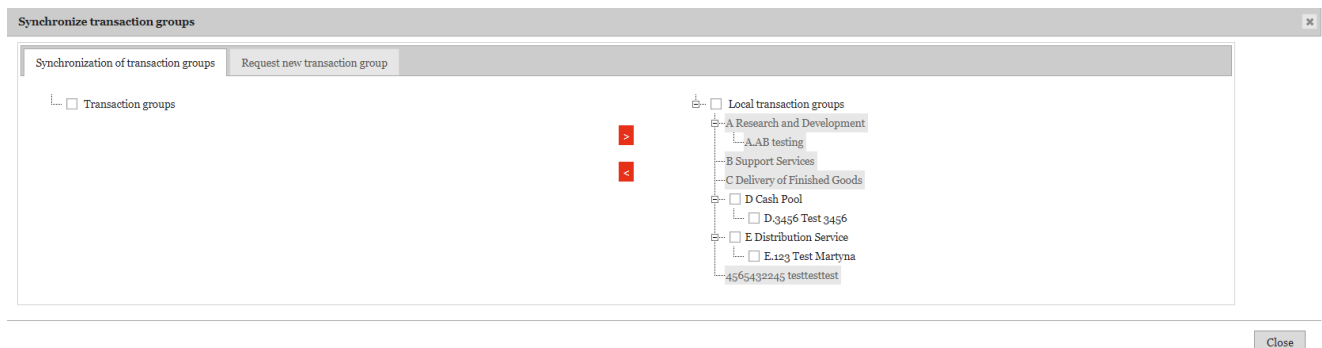 Synchronize transaction groups
x
Synchronization of transaction groups
Request new transaction group
Transaction groups
>
<
Local transaction groups
A Research and Development
A.AB testing
B Support Services
C Delivery of Finished Goods
D Cash Pool
D.3456 Test 3456
E Distribution Service
E.123 Test Martyna
4565432245 testtesttest
Close